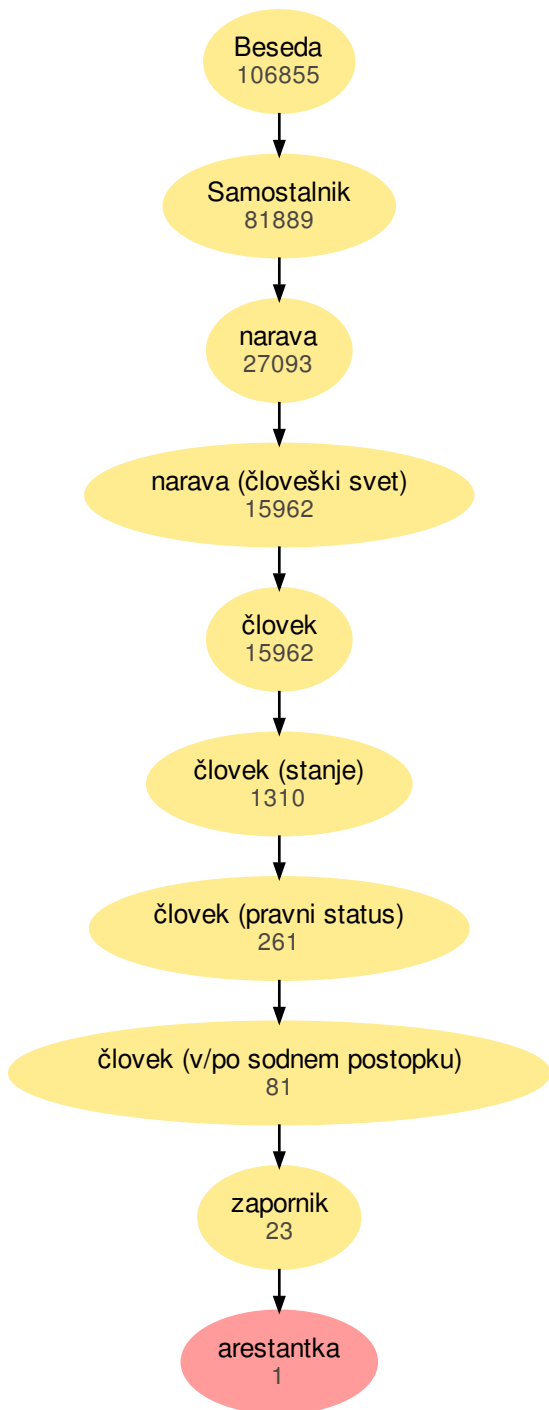 Beseda
106855
Samostalnik
81889
narava
27093
narava (človeški svet)
15962
človek
15962
človek (stanje)
1310
človek (pravni status)
261
človek (v/po sodnem postopku)
81
zapornik
23
arestantka
1